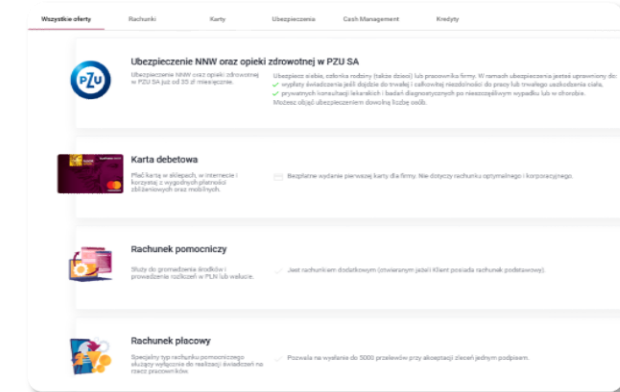 Wszystkie oferty Rachunki Karty Ubezpieczenia Cash Management Kredyty
PZU
Ubezpieczenie NNW oraz opieki zdrowotnej w PZU SA
Ubezpieczenie NNW oraz opieki zdrowotnej
w PZU SA już od 35 zł miesięcznie.
Ubezpiecz siebie, członka rodziny (także dzieci) lub pracownika firmy. W ramach ubezpieczenia jesteś uprawniony do:
wypłaty świadczenia jeśli dojdzie do trwałej i całkowitej niezdolności do pracy lub trwałego uszkodzenia ciała,
prywatnych konsultacji lekarskich i badań diagnostycznych po nieszczęśliwym wypadku lub w chorobie.
Możesz objąć ubezpieczeniem dowolną liczbę osób.
Karta debetowa
Płać kartą w sklepach, w internecie i
korzystaj z wygodnych płatności
zbliżeniowych oraz mobilnych.
Bezpłatne wydanie pierwszej karty dla firmy. Nie dotyczy rachunku optymalnego i korporacyjnego.
Rachunek pomocniczy
Służy do gromadzenia środków i
prowadzenia rozliczeń w PLN lub walucie.
Jest rachunkiem dodatkowym (otwieranym jeżeli Klient posiada rachunek podstawowy).
Rachunek płacowy
Specjalny typ rachunku pomocniczego
służący wyłącznie do realizacji świadczeń na
rzecz pracowników.
Pozwala na wysłanie do 5000 przelewów przy akceptacji zleceń jednym podpisem.